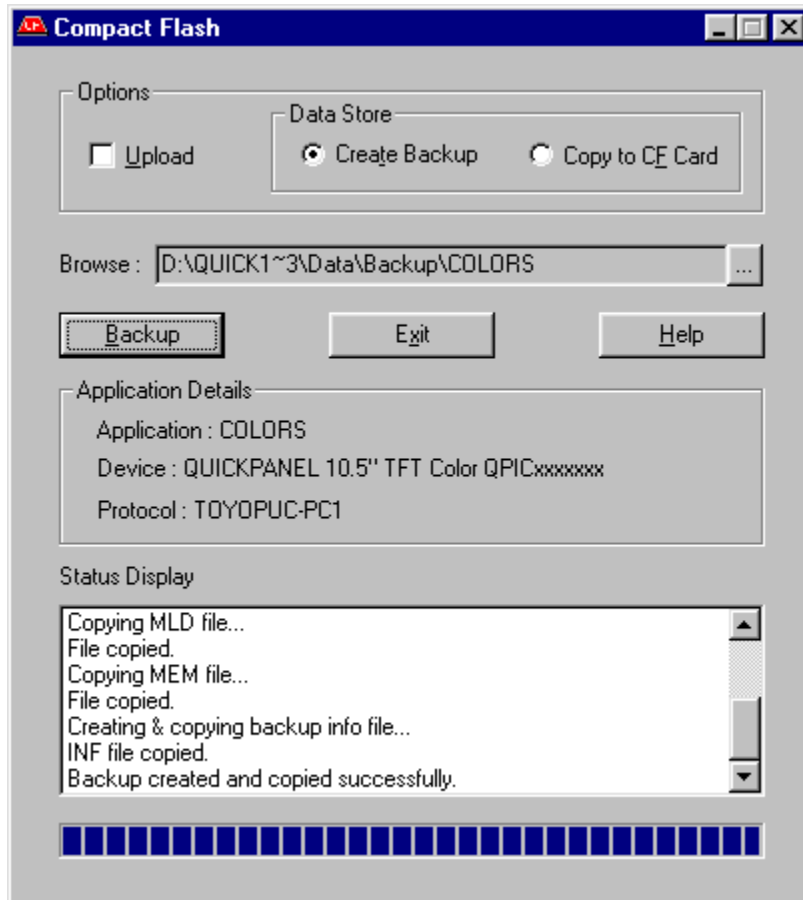 CF Compact Flash
Options
Data Store
Upload
Create Backup
Copy to CF Card
Browse : D:\QUICK1~3\Data\Backup\COLORS ...
Backup Exit Help
Application Details
Application : COLORS
Device : QUICKPANEL 10.5" TFT Color QPICxxxxxxx
Protocol : TOYOPUC-PC1
Status Display
Copying MLD file...
File copied.
Copying MEM file...
File copied.
Creating & copying backup info file...
INF file copied.
Backup created and copied successfully.